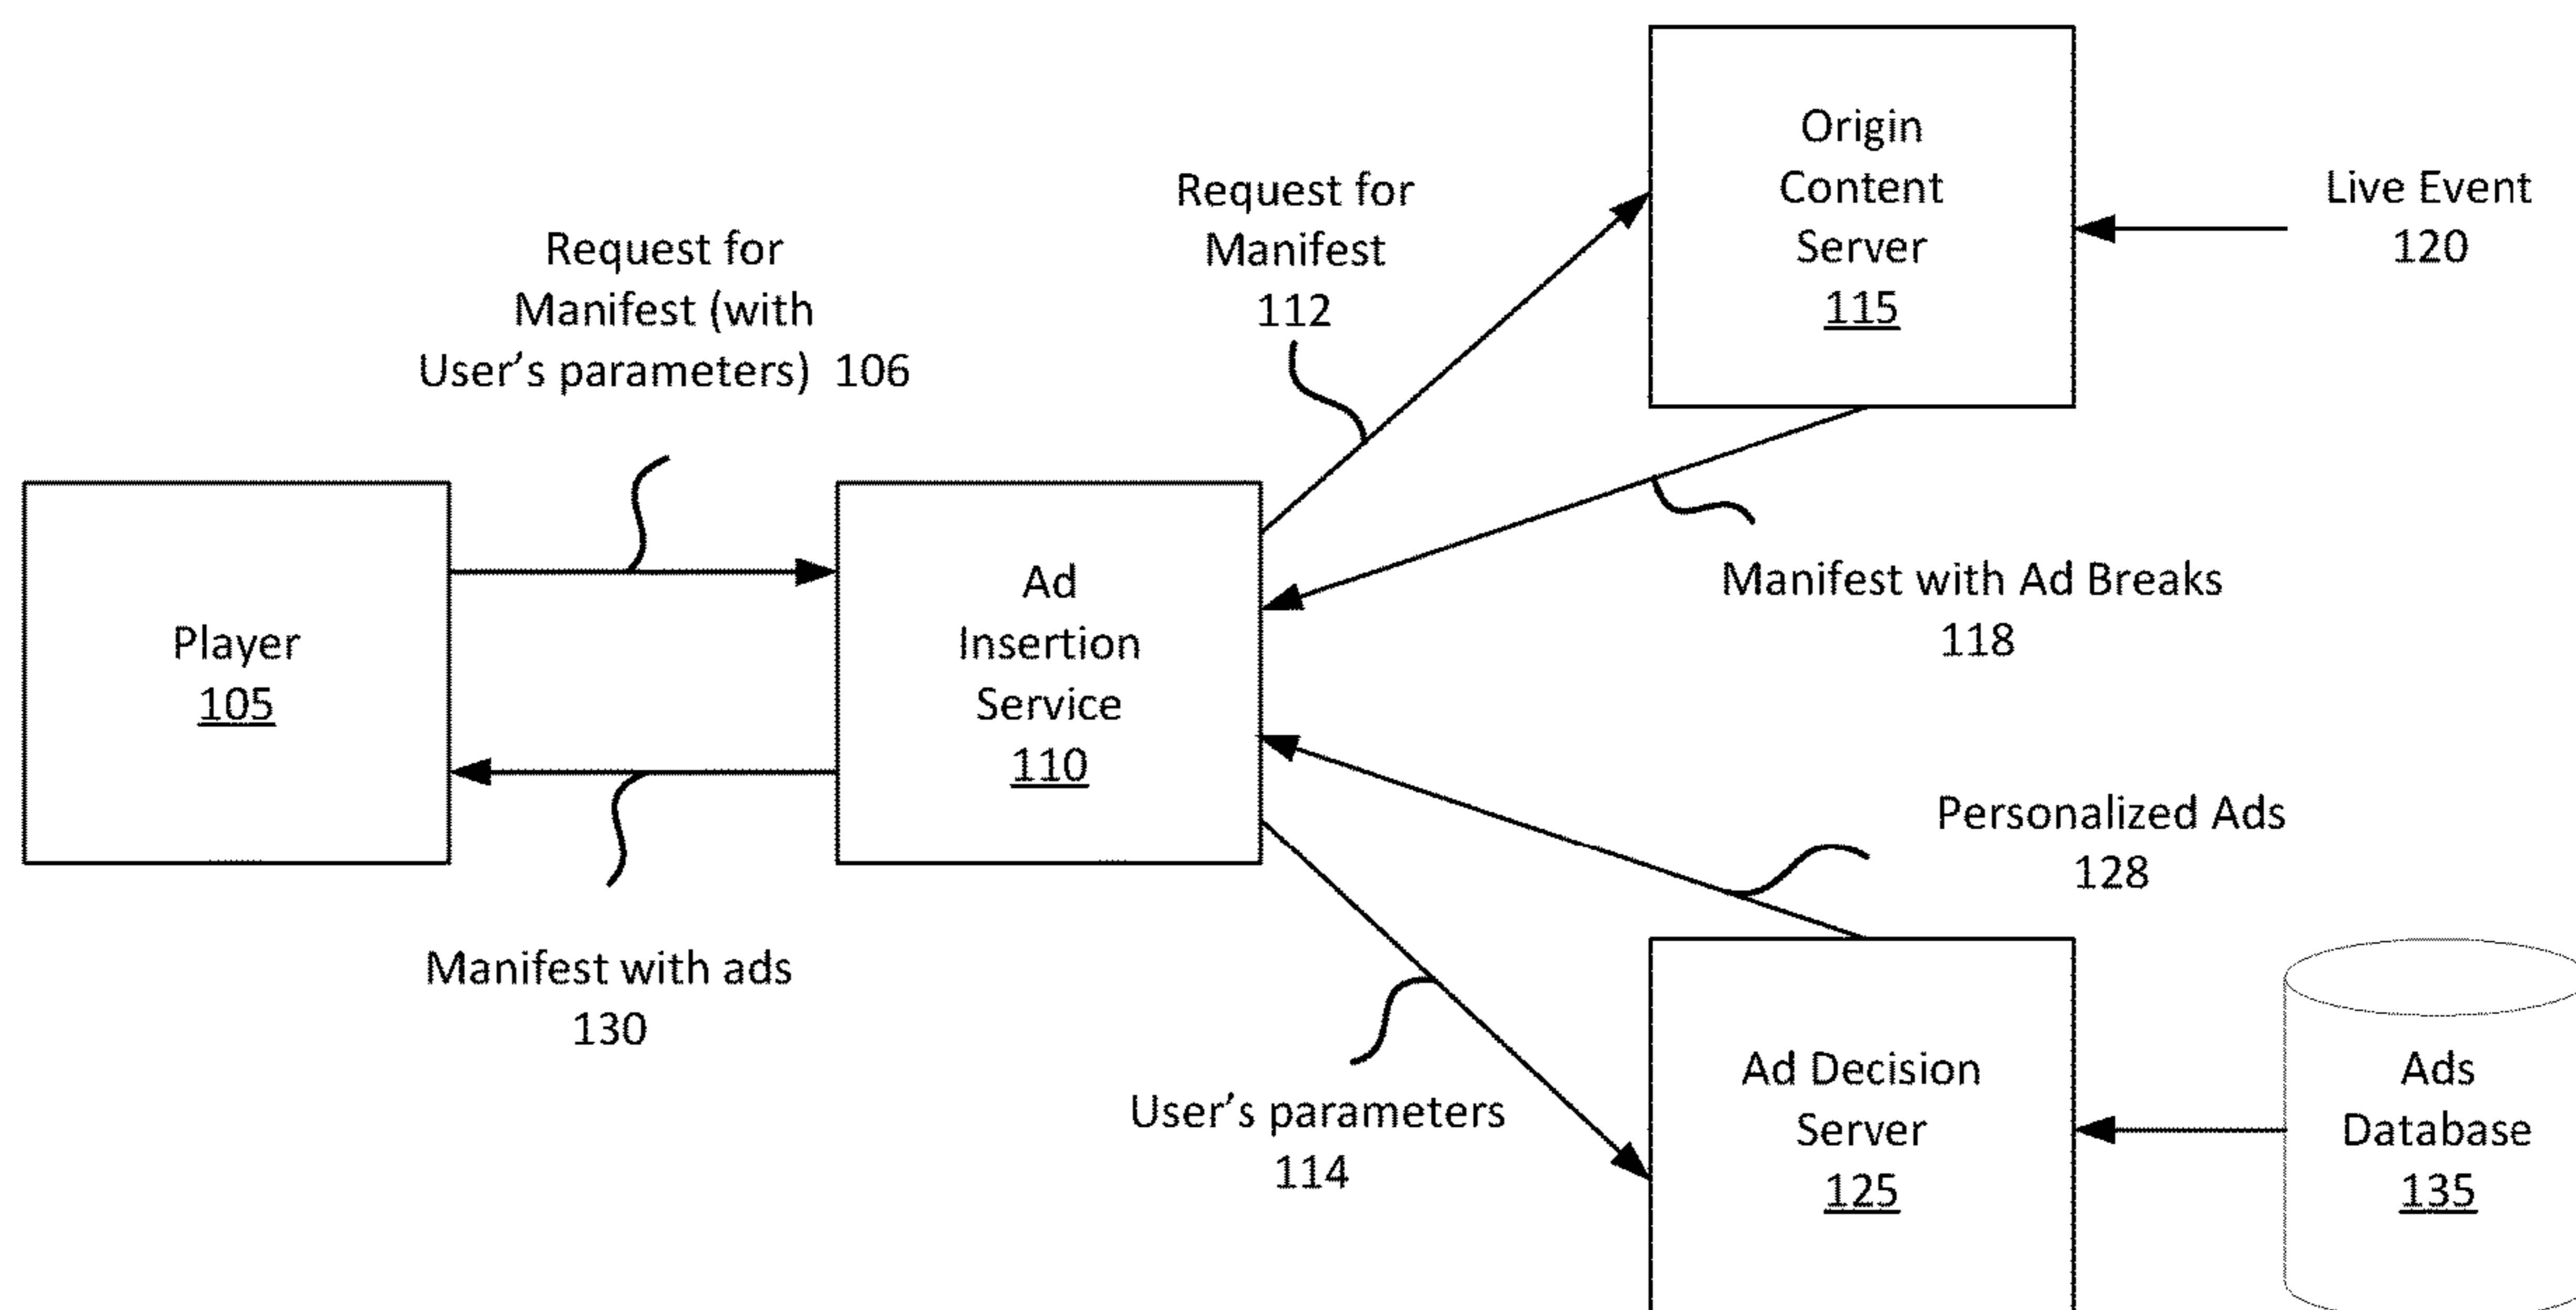 Origin
Content
Server
115
Live Event
120
Request for
Manifest
112
Request for
Manifest (with
User’s parameters) 106
Manifest with Ad Breaks
118
Player
105
Ad
Insertion
Service
110
Personalized Ads
128
Manifest with ads
130
User’s parameters
114
Ad Decision
Server
125
Ads
Database
135